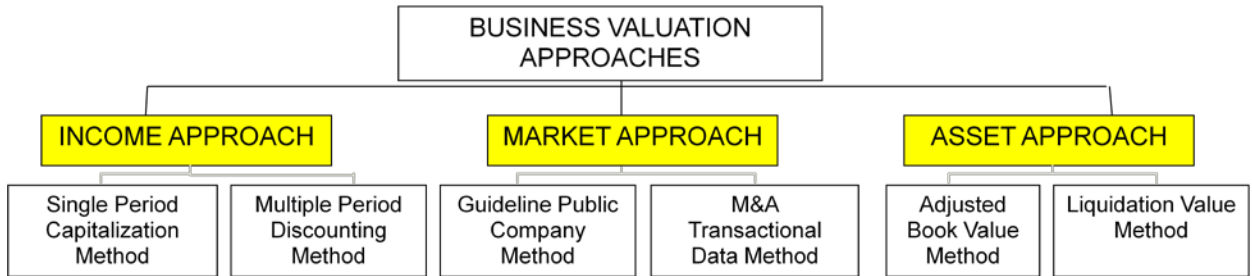 BUSINESS VALUATION
APPROACHES
INCOME APPROACH
MARKET APPROACH
ASSET APPROACH
Single Period
Capitalization
Method
Multiple Period
Discounting
Method
Guideline Public
Company
Method
M&A
Transactional
Data Method
Adjusted
Book Value
Method
Liquidation Value
Method